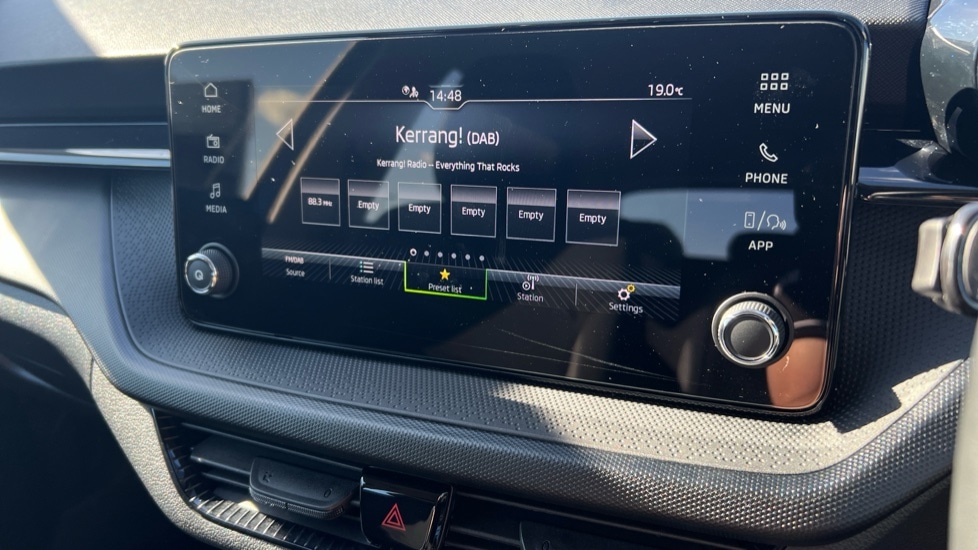 14:48
19.0°C
HOME
RADIO
MEDIA
MENU
PHONE
APP
Kerrang! (DAB)
Kerrang! Radio -- Everything That Rocks
88.3 MHz Empty Empty Empty Empty Empty
FM/DAB
Source Station list Preset list Station Settings